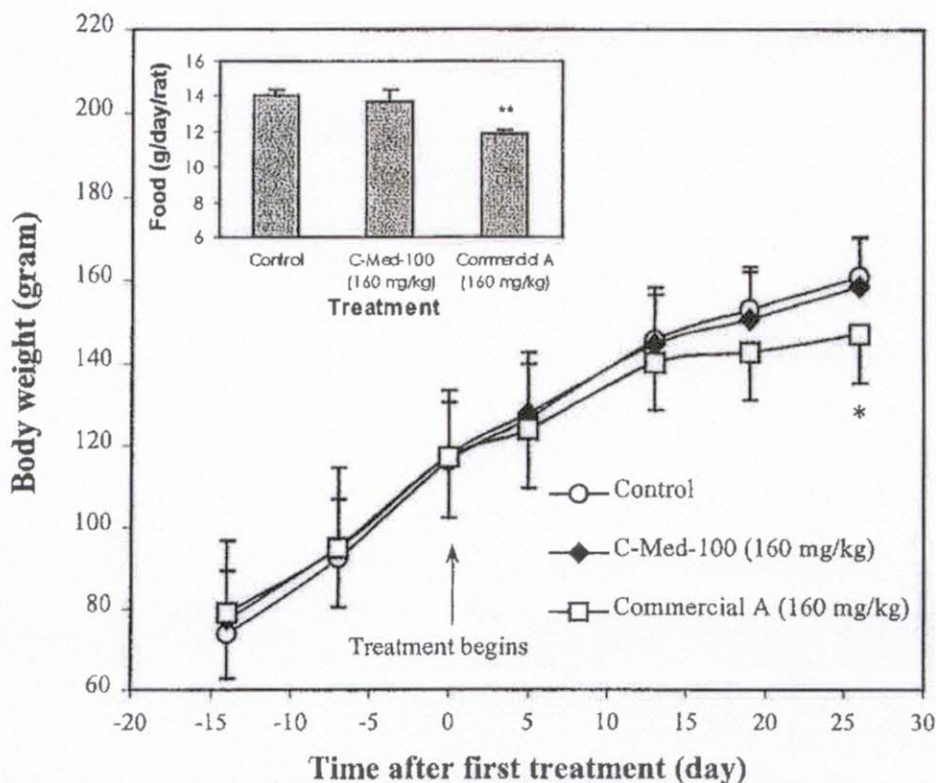 220
200
180
160
140
120
100
80
60
Body weight (gram)
16
14
12
10
8
6
Food (g/day/rat)
**
Control
C-Med-100
(160 mg/kg)
Commercial A
(160 mg/kg)
Treatment
*
Control
C-Med-100 (160 mg/kg)
Commercial A (160 mg/kg)
Treatment begins
-20
-15
-10
-5
0
5
10
15
20
25
30
Time after first treatment (day)